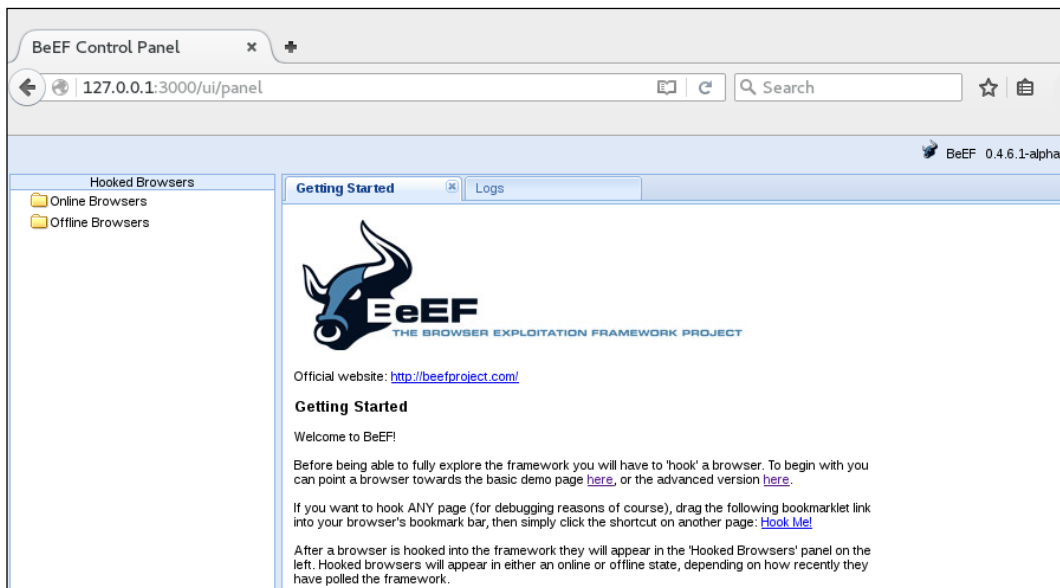 BeEF Control Panel
127.0.0.1:3000/ui/panel
Search
BeEF 0.4.6.1-alpha
Hooked Browsers
Online Browsers
Offline Browsers
Getting Started
Logs
BeEF
THE BROWSER EXPLOITATION FRAMEWORK PROJECT
Official website: http://beefproject.com/
Getting Started
Welcome to BeEF!
Before being able to fully explore the framework you will have to 'hook' a browser. To begin with you
can point a browser towards the basic demo page here, or the advanced version here.
If you want to hook ANY page (for debugging reasons of course), drag the following bookmarklet link
into your browser's bookmark bar, then simply click the shortcut on another page: Hook Me!
After a browser is hooked into the framework they will appear in the 'Hooked Browsers' panel on the
left. Hooked browsers will appear in either an online or offline state, depending on how recently they
have polled the framework.